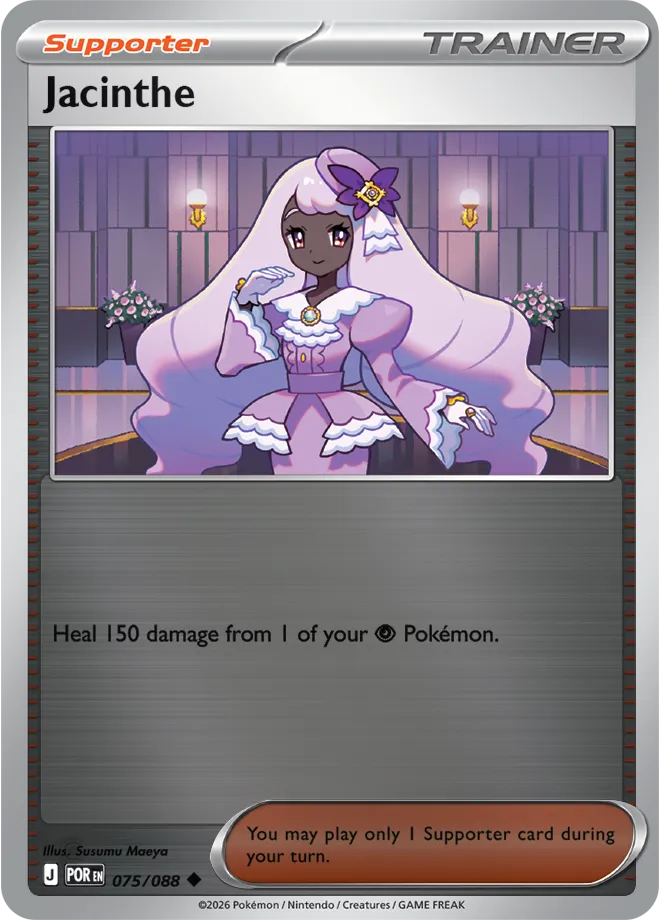 Supporter
TRAINER
Jacinthe
Heal 150 damage from 1 of your Pokémon.
You may play only 1 Supporter card during
your turn.
Illus. Susumu Maeya
J POR EN 075/088
©2026 Pokémon / Nintendo / Creatures / GAME FREAK